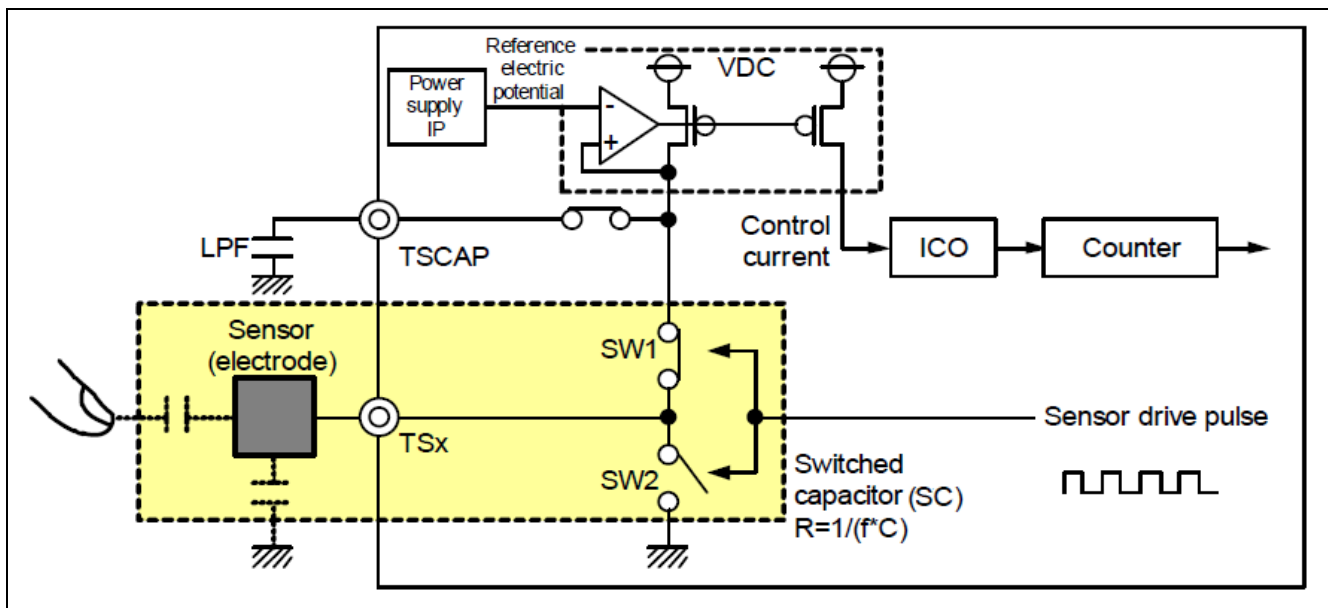 Reference
electric
potential
VDC
Power
supply
IP
-
+
LPF
TSCAP
Control
current
ICO
Counter
Sensor
(electrode)
SW1
TSx
Sensor drive pulse
SW2
Switched
capacitor (SC)
R=1/(f*C)